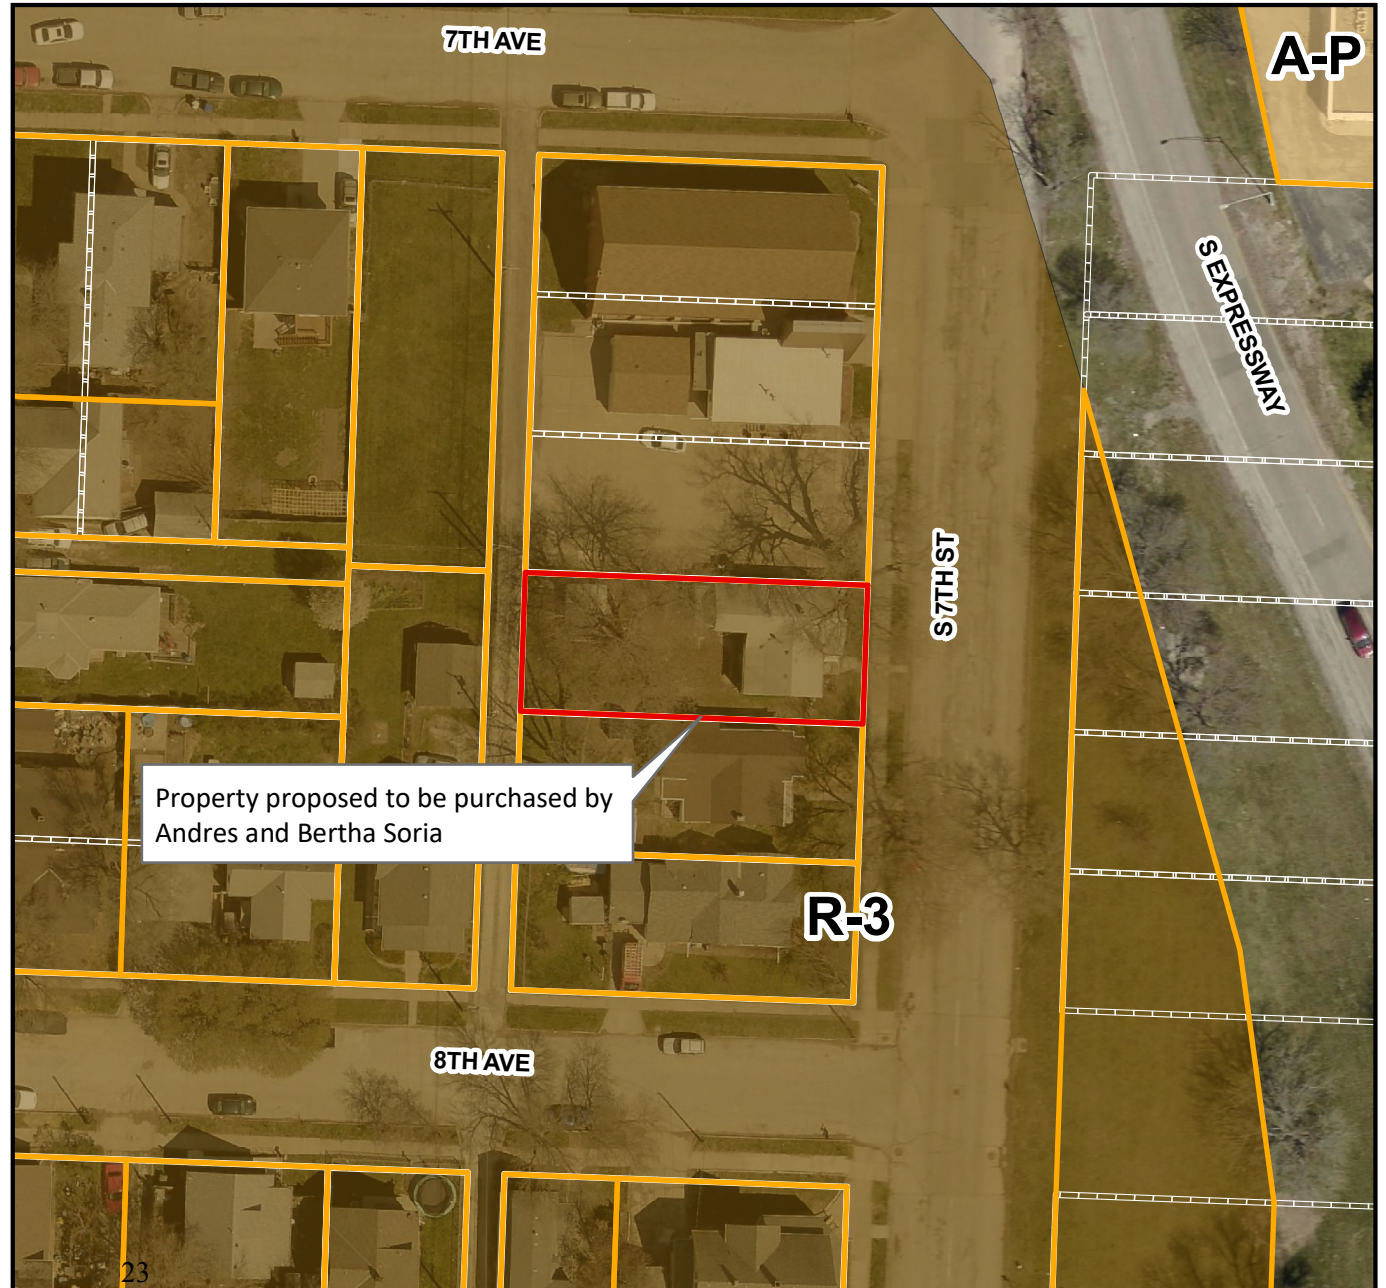 7TH AVE
A-P
S EXPRESSWAY
S 7TH ST
Property proposed to be purchased by
Andres and Bertha Soria
R-3
8TH AVE
23